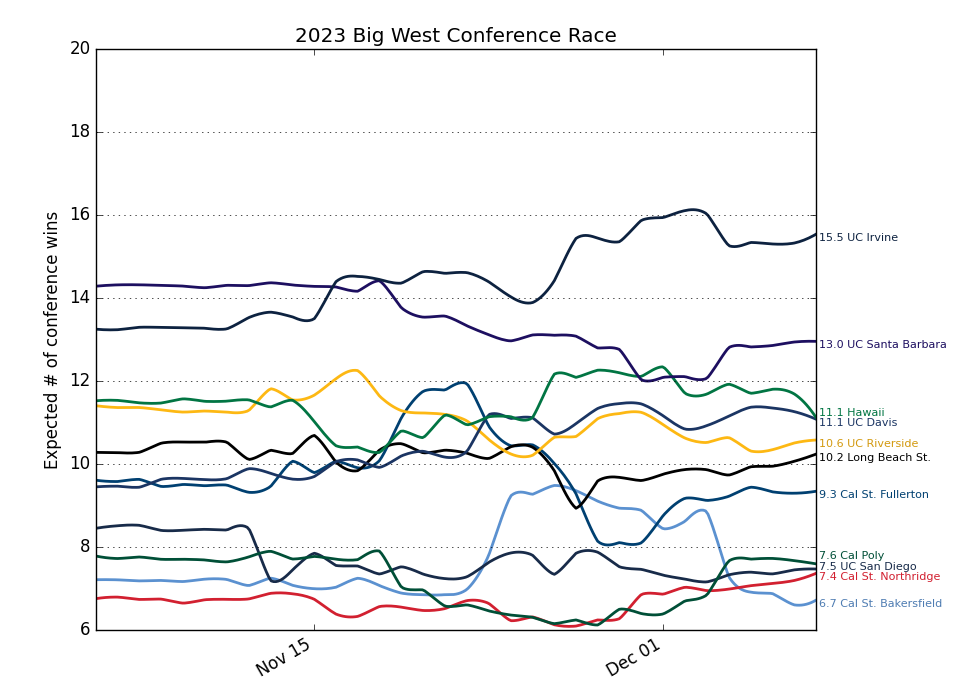 2023 Big West Conference Race
Expected # of conference wins
20
18
16
14
12
10
8
6
Nov 15
Dec 01
15.5 UC Irvine
13.0 UC Santa Barbara
11.1 Hawaii
11.1 UC Davis
10.6 UC Riverside
10.2 Long Beach St.
9.3 Cal St. Fullerton
7.6 Cal Poly
7.5 UC San Diego
7.4 Cal St. Northridge
6.7 Cal St. Bakersfield